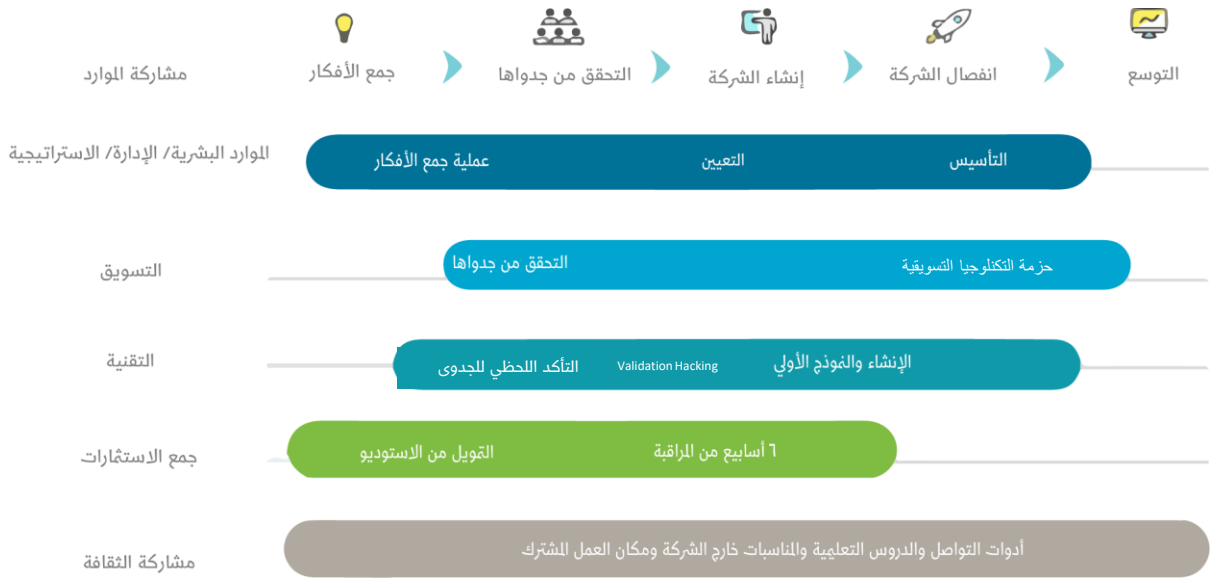 مشاركة الموارد
جمع الأفكار
التحقق من جدواها
إنشاء الشركة
انفصال الشركة
التوسع
الموارد البشرية/ الإدارة/ الاستراتيجية
عملية جمع الأفكار
التعيين
التأسيس
التسويق
التحقق من جدواها
حزمة التكنلوجيا التسويقية
التقنية
التأكد اللحظي للجدوى
Validation Hacking
الإنشاء والنموذج الأولي
جمع الاستثمارات
التمويل من الاستوديو
٦ أسابيع من المراقبة
مشاركة الثقافة
أدوات التواصل والدروس التعليمية والمناسبات خارج الشركة ومكان العمل المشترك